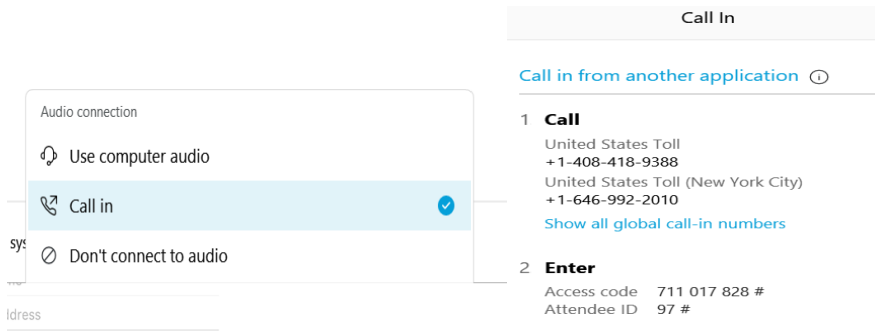 Audio connection
Use computer audio
Call in
Don't connect to audio
sys
ldress
Call In
Call in from another application
1 Call
United States Toll
+1-408-418-9388
United States Toll (New York City)
+1-646-992-2010
Show all global call-in numbers
2 Enter
Access code 711 017 828 #
Attendee ID 97 #